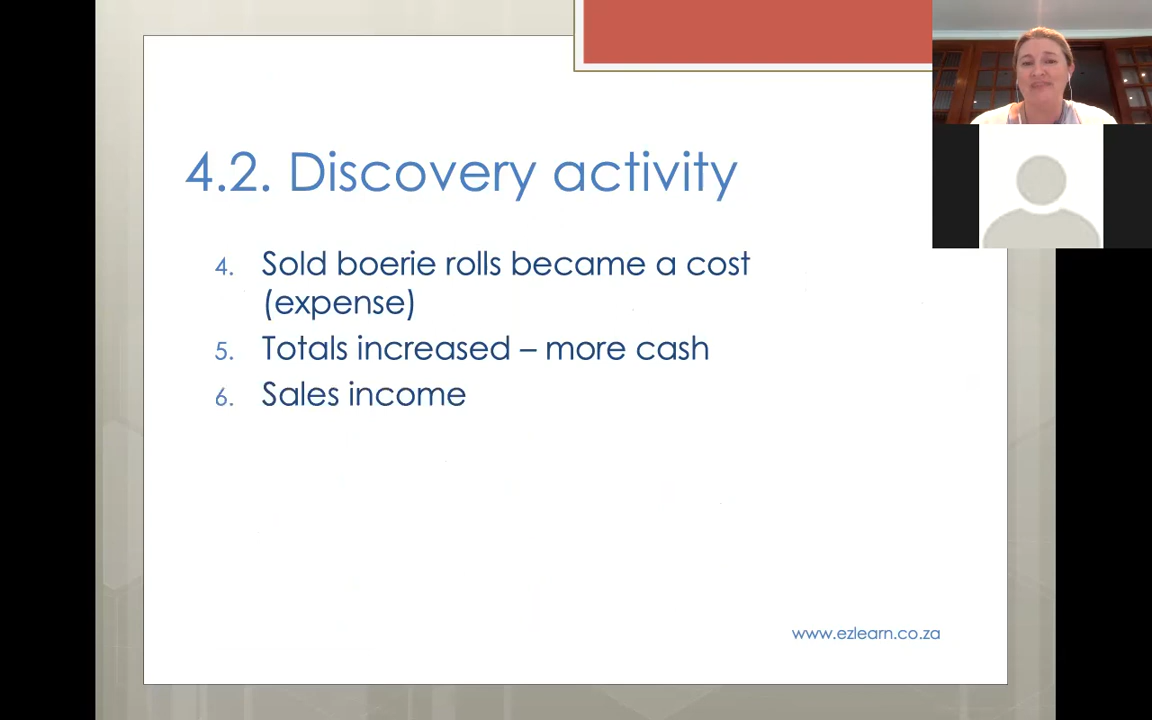 4.2. Discovery activity
4. Sold boerie rolls became a cost
(expense)
5. Totals increased – more cash
6. Sales income
www.ezlearn.co.za